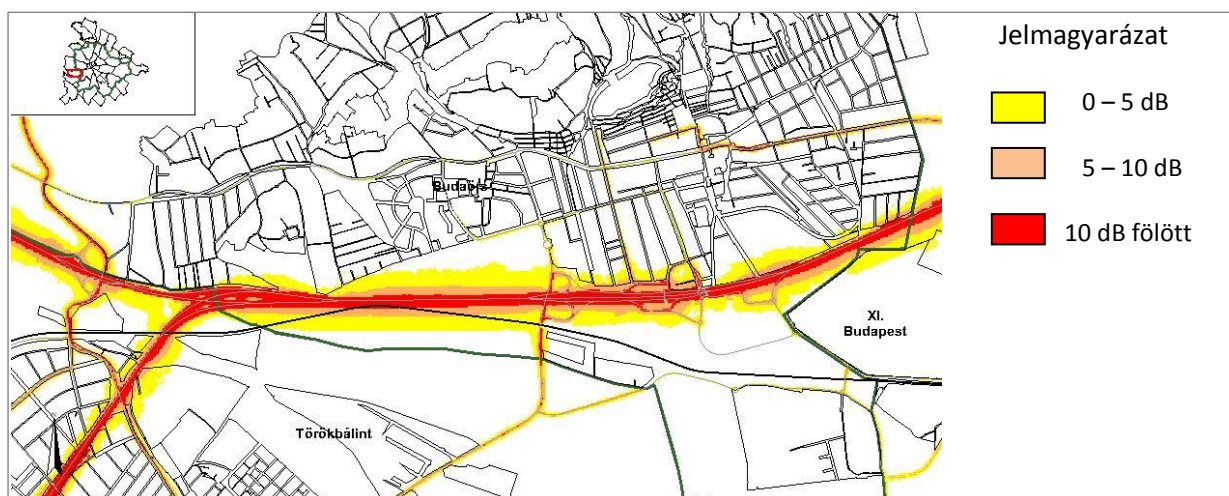 Jelmagyarázat
0 – 5 dB
5 – 10 dB
10 dB fölött
Budaörs
XI.
Budapest
Törökbálint